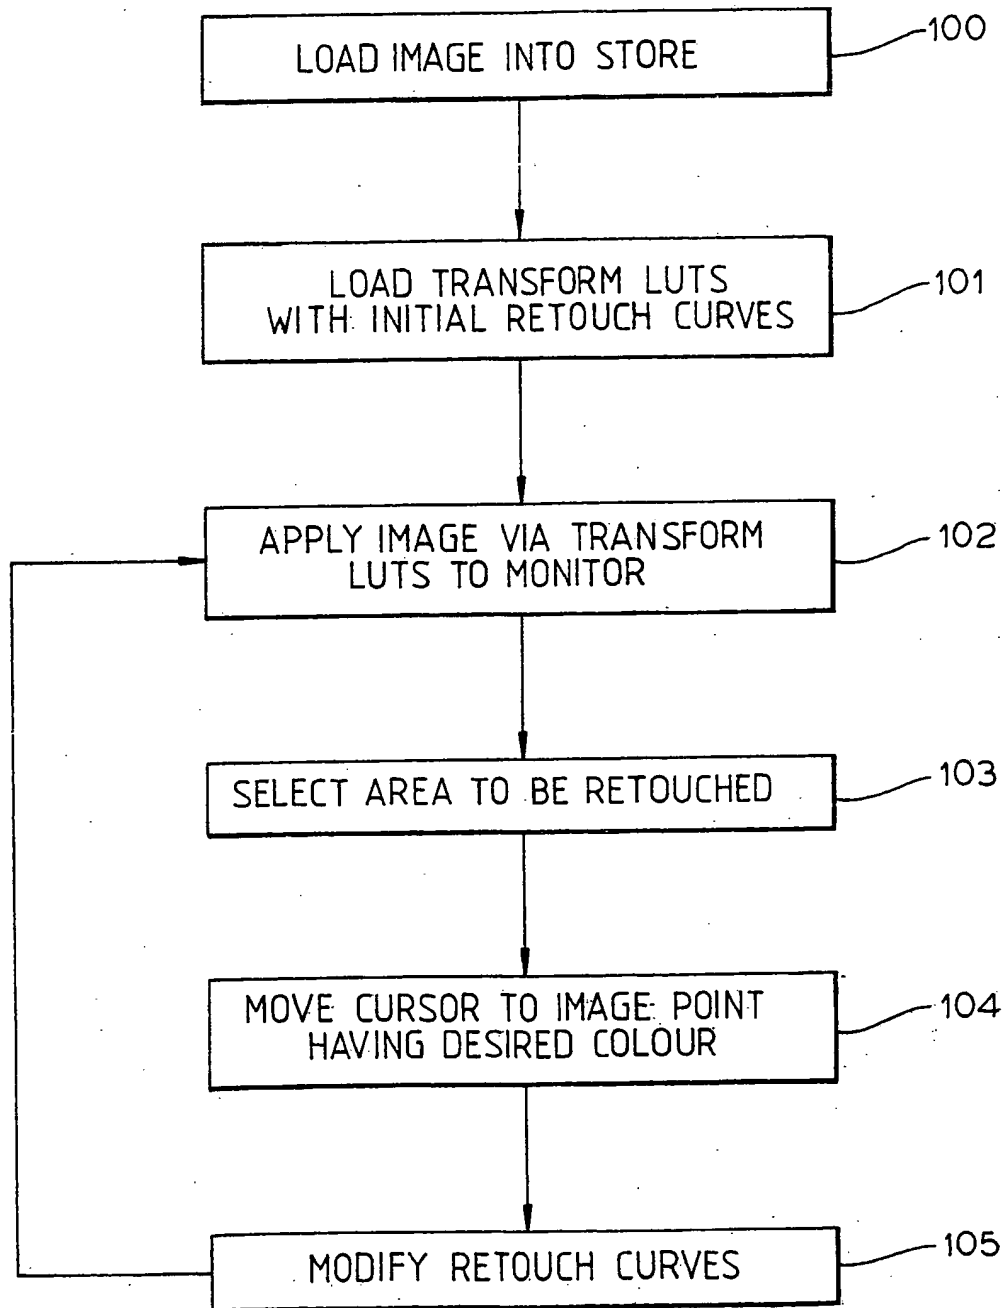 LOAD IMAGE INTO STORE
100
LOAD TRANSFORM LUTS
WITH INITIAL RETOUCH CURVES
101
APPLY IMAGE VIA TRANSFORM
LUTS TO MONITOR
102
SELECT AREA TO BE RETOUCHED
103
MOVE CURSOR TO IMAGE POINT
HAVING DESIRED COLOUR
104
MODIFY RETOUCH CURVES
105